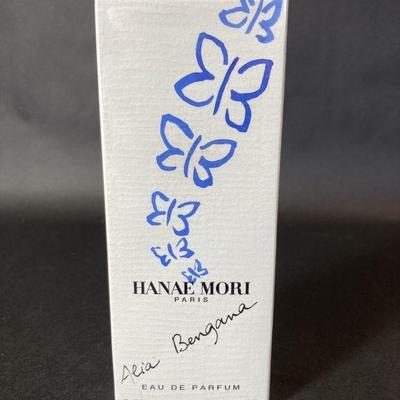 HANAE MORI
PARIS
Alia Bengana
EAU DE PARFUM